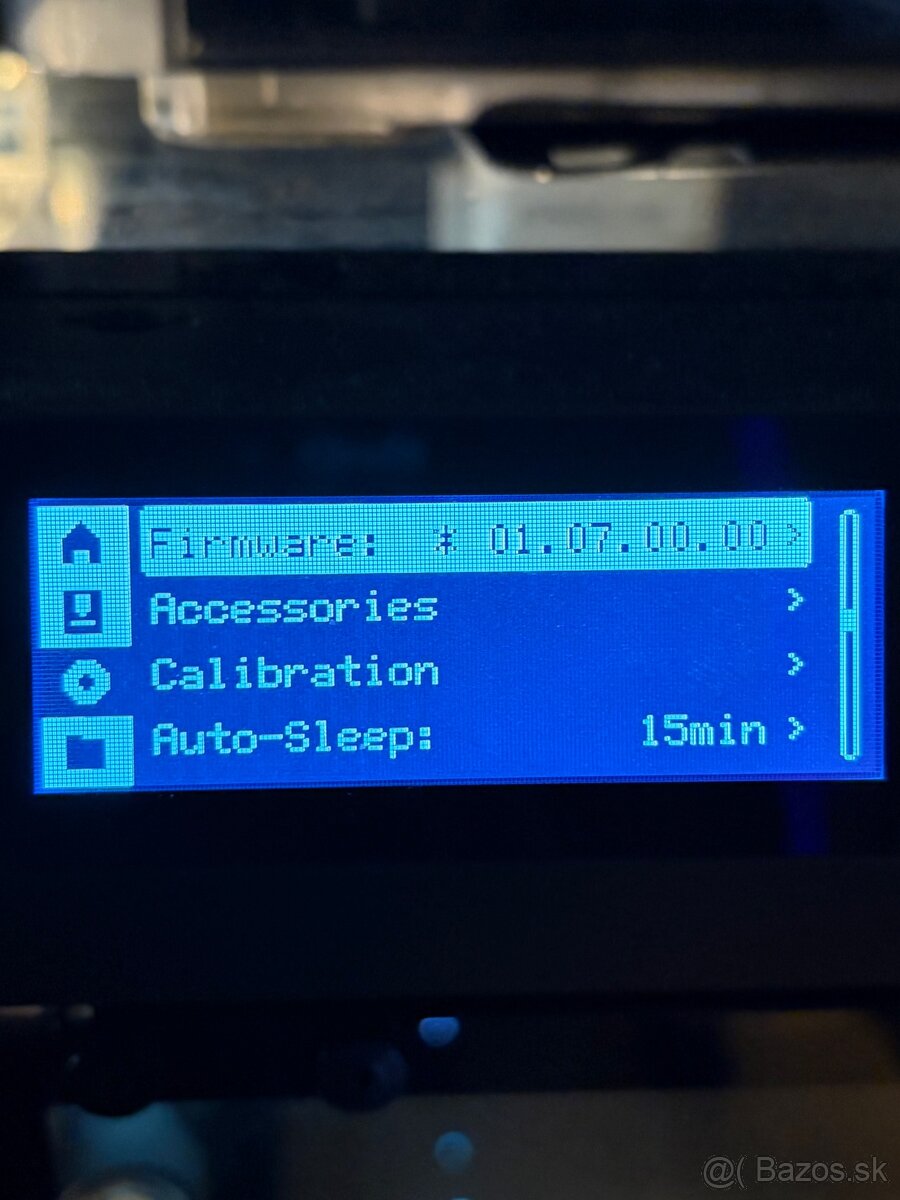 Firmware: * 01.07.00.00 >
Accessories >
Calibration >
Auto-Sleep: 15min >
@( Bazos.sk